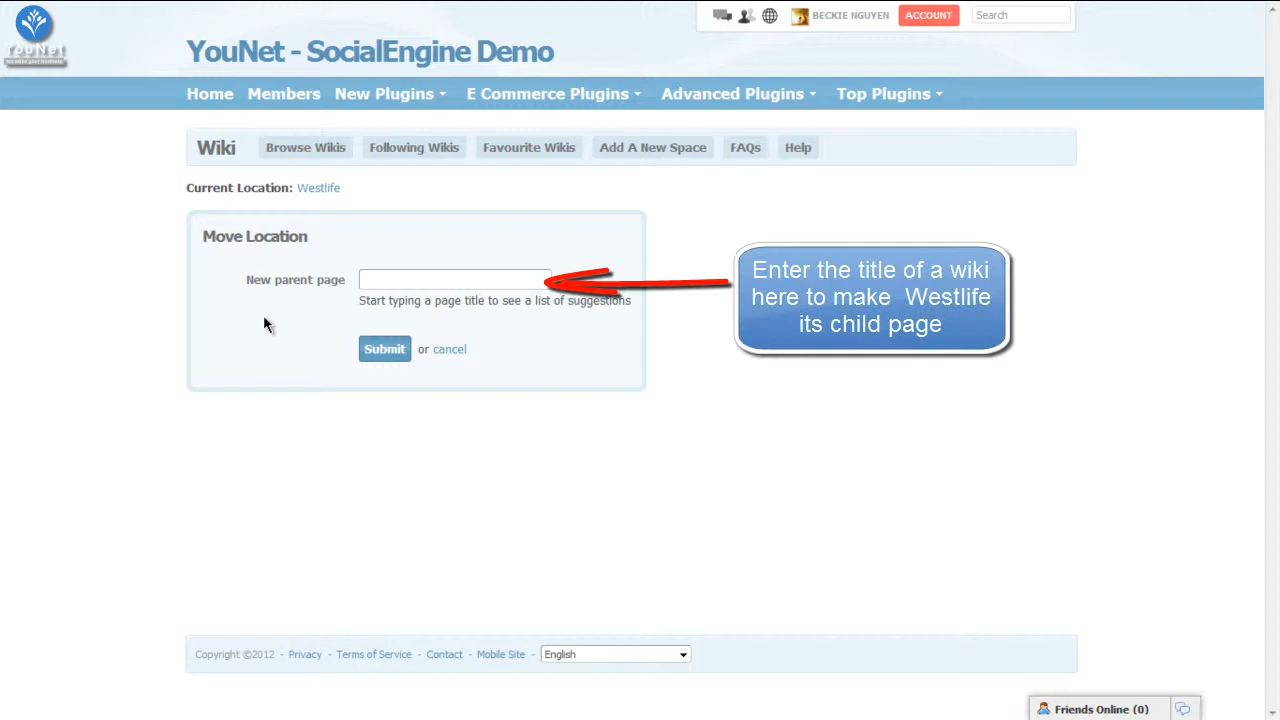 YouNet
BECKIE NGUYEN ACCOUNT Search
YouNet - SocialEngine Demo
Home Members New Plugins E Commerce Plugins Advanced Plugins Top Plugins
Wiki Browse Wikis Following Wikis Favourite Wikis Add A New Space FAQs Help
Current Location: Westlife
Move Location
New parent page
Start typing a page title to see a list of suggestions
Submit or cancel
Enter the title of a wiki
here to make Westlife
its child page
Copyright ©2012 - Privacy - Terms of Service - Contact - Mobile Site - English
Friends Online (0)